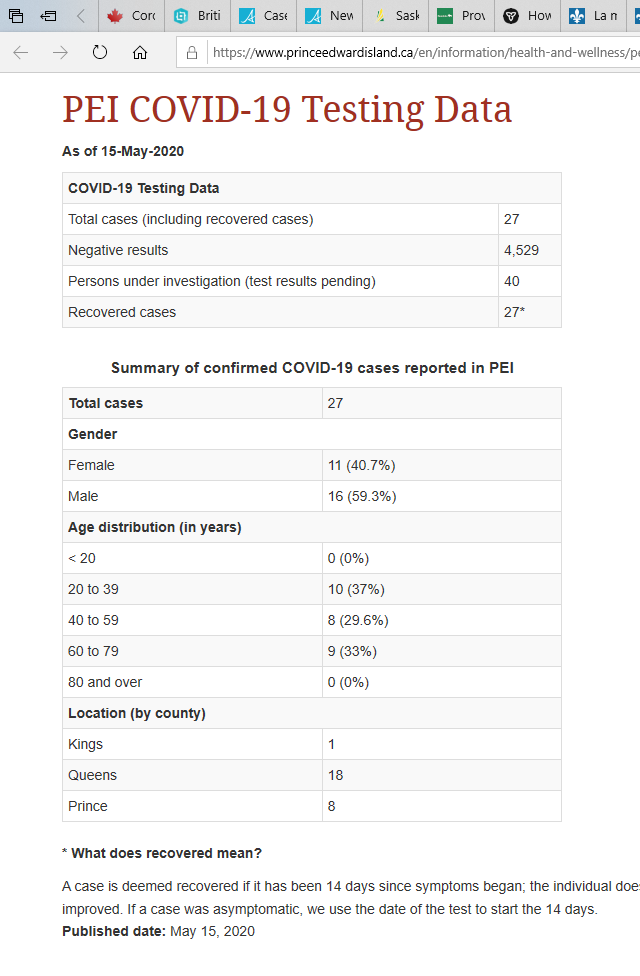 Coro
Briti
Case
New
Sask
Prov
How
La n
https://www.princeedwardisland.ca/en/information/health-and-wellness/pe
PEI COVID-19 Testing Data
As of 15-May-2020
COVID-19 Testing Data
Total cases (including recovered cases) 27
Negative results 4,529
Persons under investigation (test results pending) 40
Recovered cases 27*
Summary of confirmed COVID-19 cases reported in PEI
Total cases 27
Gender
Female 11 (40.7%)
Male 16 (59.3%)
Age distribution (in years)
< 20 0 (0%)
20 to 39 10 (37%)
40 to 59 8 (29.6%)
60 to 79 9 (33%)
80 and over 0 (0%)
Location (by county)
Kings 1
Queens 18
Prince 8
* What does recovered mean?
A case is deemed recovered if it has been 14 days since symptoms began; the individual does
improved. If a case was asymptomatic, we use the date of the test to start the 14 days.
Published date: May 15, 2020